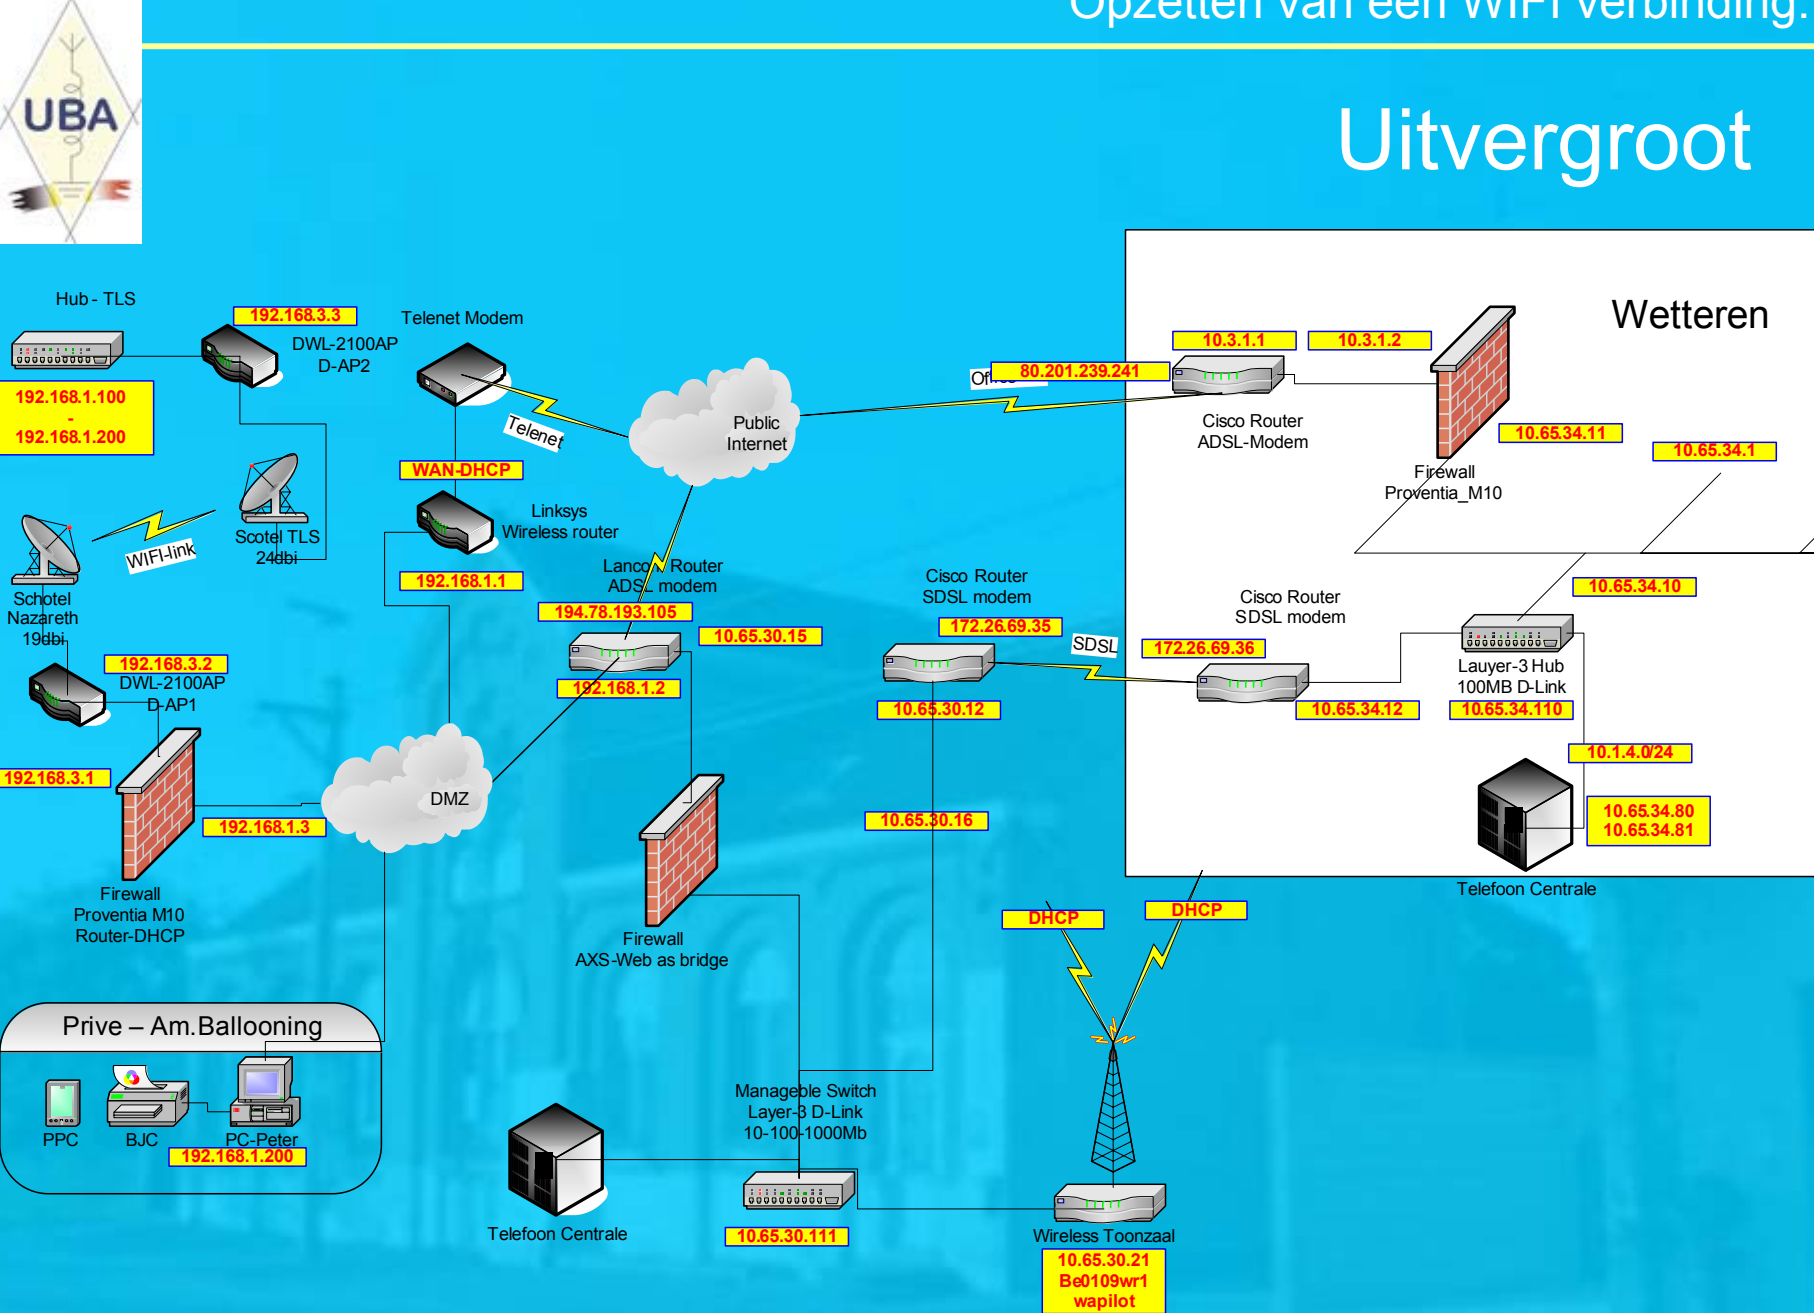 Opzetten van een WIFI verbinding.
UBA
Uitvergroot
Hub - TLS
192.168.3.3
DWL-2100AP
D-AP2
192.168.1.100
-
192.168.1.200
Telenet Modem
Telenet
WAN-DHCP
Linksys
Wireless router
192.168.1.1
Scotel TLS
24dbi
WIFI-link
Schotel
Nazareth
19dbi
192.168.3.2
DWL-2100AP
D-AP1
192.168.3.1
192.168.1.3
Firewall
Proventia M10
Router-DHCP
DMZ
Public
Internet
Lancom Router
ADSL modem
194.78.193.105
10.65.30.15
192.168.1.2
Firewall
AXS-Web as bridge
Cisco Router
SDSL modem
172.26.69.35
10.65.30.12
10.65.30.16
SDSL
80.201.239.241
Wetteren
10.3.1.1
10.3.1.2
Cisco Router
ADSL-Modem
10.65.34.11
Firewall
Proventia_M10
10.65.34.1
10.65.34.10
Cisco Router
SDSL modem
172.26.69.36
10.65.34.12
Lauyer-3 Hub
100MB D-Link
10.65.34.110
10.1.4.0/24
10.65.34.80
10.65.34.81
Telefoon Centrale
DHCP
DHCP
Prive – Am.Ballooning
PPC
BJC
PC-Peter
192.168.1.200
Telefoon Centrale
Manageble Switch
Layer-3 D-Link
10-100-1000Mb
10.65.30.111
Wireless Toonzaal
10.65.30.21
Be0109wr1
wapilot